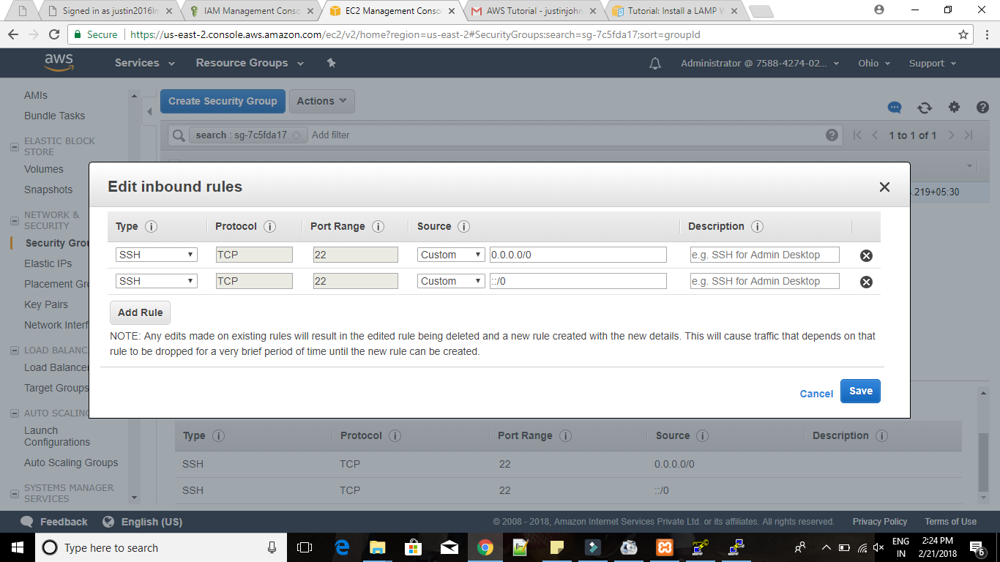 Signed in as justin2016In
IAM Management Conso
EC2 Management Conso
AWS Tutorial - justinjohn
Tutorial: Install a LAMP W
Secure
https://us-east-2.console.aws.amazon.com/ec2/v2/home?region=us-east-2#SecurityGroups:search=sg-7c5fda17;sort=groupId
aws
Services
Resource Groups
Administrator @ 7588-4274-02...
Ohio
Support
AMIs
Bundle Tasks
ELASTIC BLOCK
STORE
Volumes
Snapshots
NETWORK &
SECURITY
Security Grou
Elastic IPs
Placement Gro
Key Pairs
Network Interf
LOAD BALANC
Load Balancer
Target Groups
AUTO SCALING
Launch
Configurations
Auto Scaling Groups
SYSTEMS MANAGER
SERVICES
Create Security Group
Actions
search : sg-7c5fda17
Add filter
1 to 1 of 1
.219+05:30
Edit inbound rules
Type Protocol Port Range Source Description
SSH TCP 22 Custom 0.0.0.0/0 e.g. SSH for Admin Desktop
SSH TCP 22 Custom ::/0 e.g. SSH for Admin Desktop
Add Rule
NOTE: Any edits made on existing rules will result in the edited rule being deleted and a new rule created with the new details. This will cause traffic that depends on that
rule to be dropped for a very brief period of time until the new rule can be created.
Cancel
Save
Type Protocol Port Range Source Description
SSH TCP 22 0.0.0.0/0
SSH TCP 22 ::/0
Feedback
English (US)
© 2008 - 2018, Amazon Internet Services Private Ltd. or its affiliates. All rights reserved.
Privacy Policy
Terms of Use
Type here to search
ENG
IN
2:24 PM
2/21/2018
6